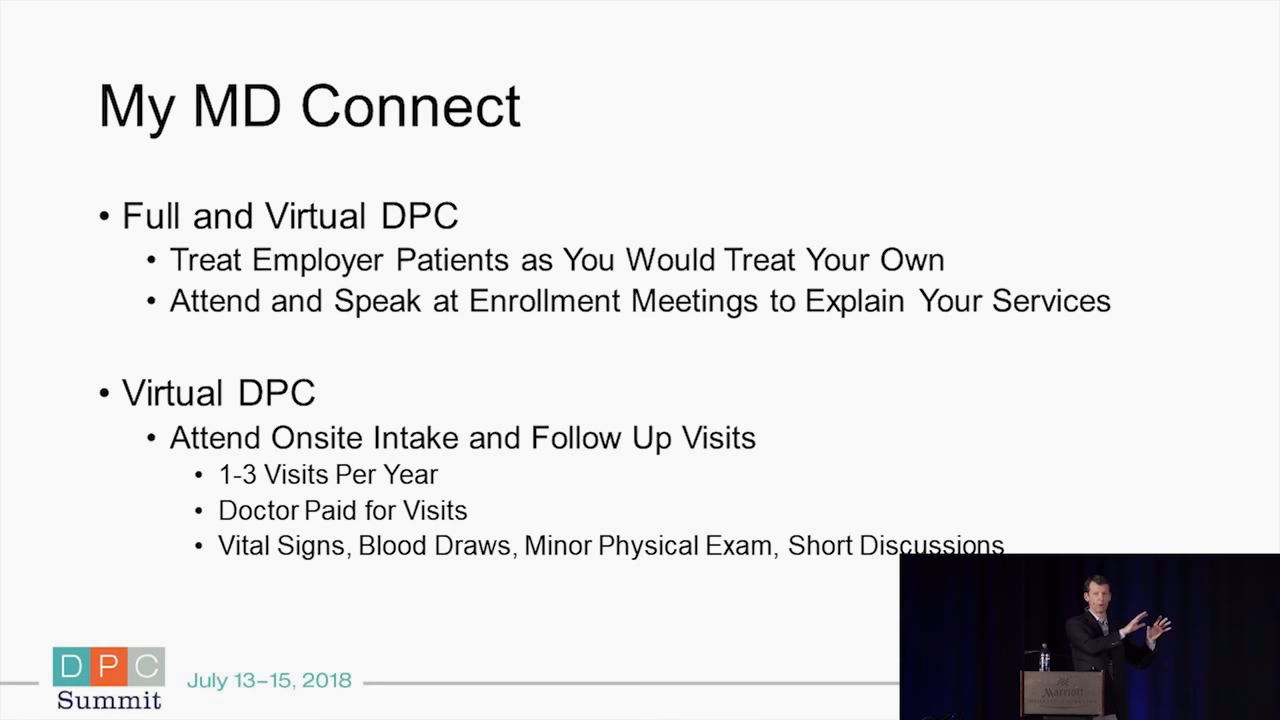 My MD Connect
• Full and Virtual DPC
• Treat Employer Patients as You Would Treat Your Own
• Attend and Speak at Enrollment Meetings to Explain Your Services
• Virtual DPC
• Attend Onsite Intake and Follow Up Visits
• 1-3 Visits Per Year
• Doctor Paid for Visits
• Vital Signs, Blood Draws, Minor Physical Exam, Short Discussions
DPC
Summit
July 13–15, 2018
Marriott